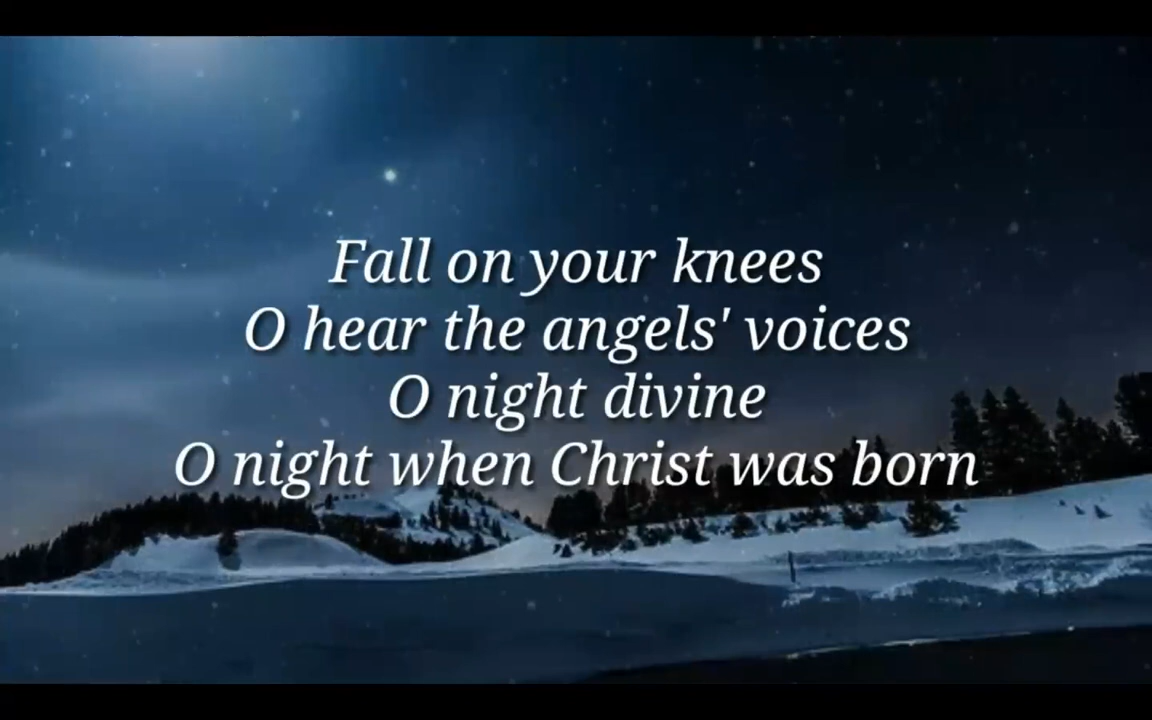 Fall on your knees
O hear the angels' voices
O night divine
O night when Christ was born